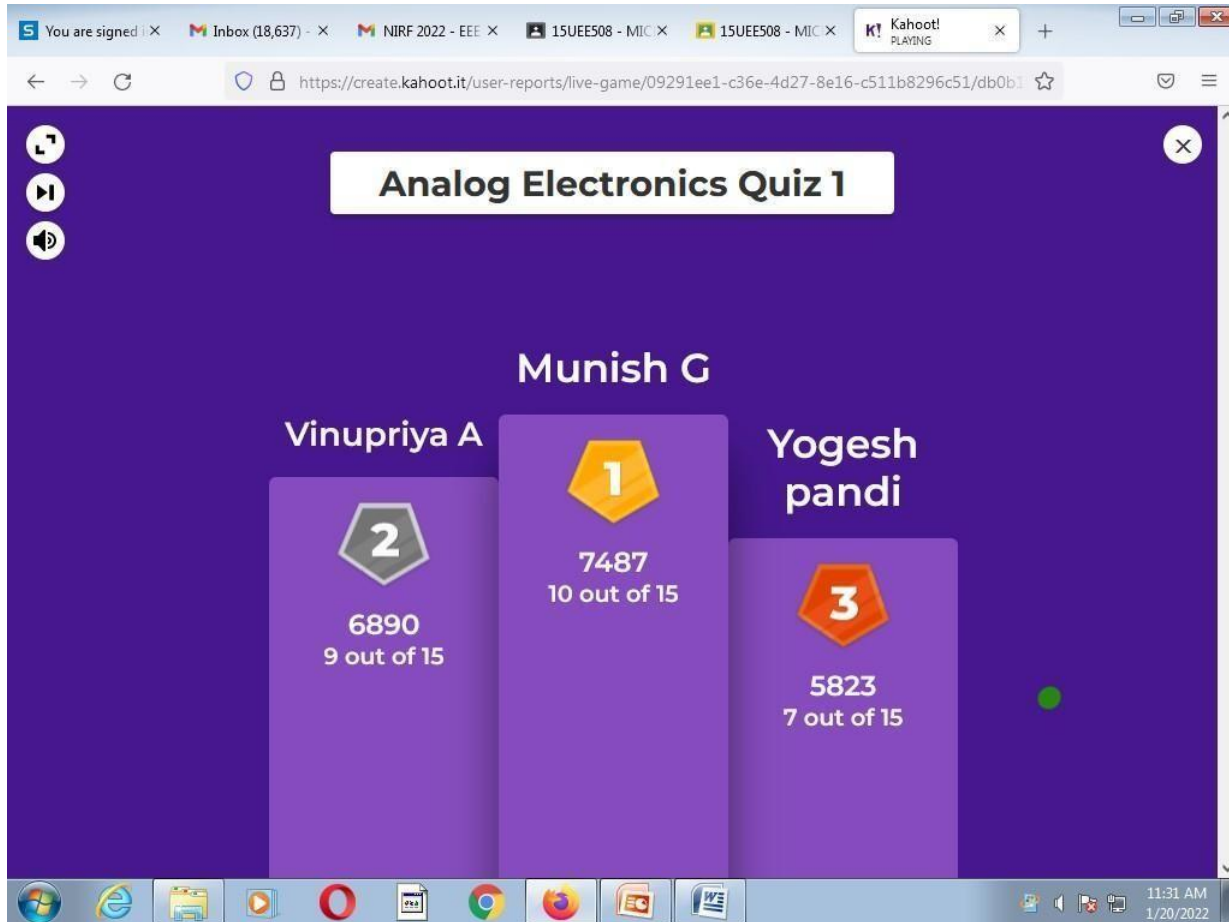 S You are signed i
Inbox (18,637) -
NIRF 2022 - EEE
15UEE508 - MIC
15UEE508 - MIC
K! Kahoot!
PLAYING
https://create.kahoot.it/user-reports/live-game/09291ee1-c36e-4d27-8e16-c511b8296c51/db0b1
Analog Electronics Quiz 1
Munish G
1
7487
10 out of 15
Vinupriya A
2
6890
9 out of 15
Yogesh
pandi
3
5823
7 out of 15
11:31 AM
1/20/2022